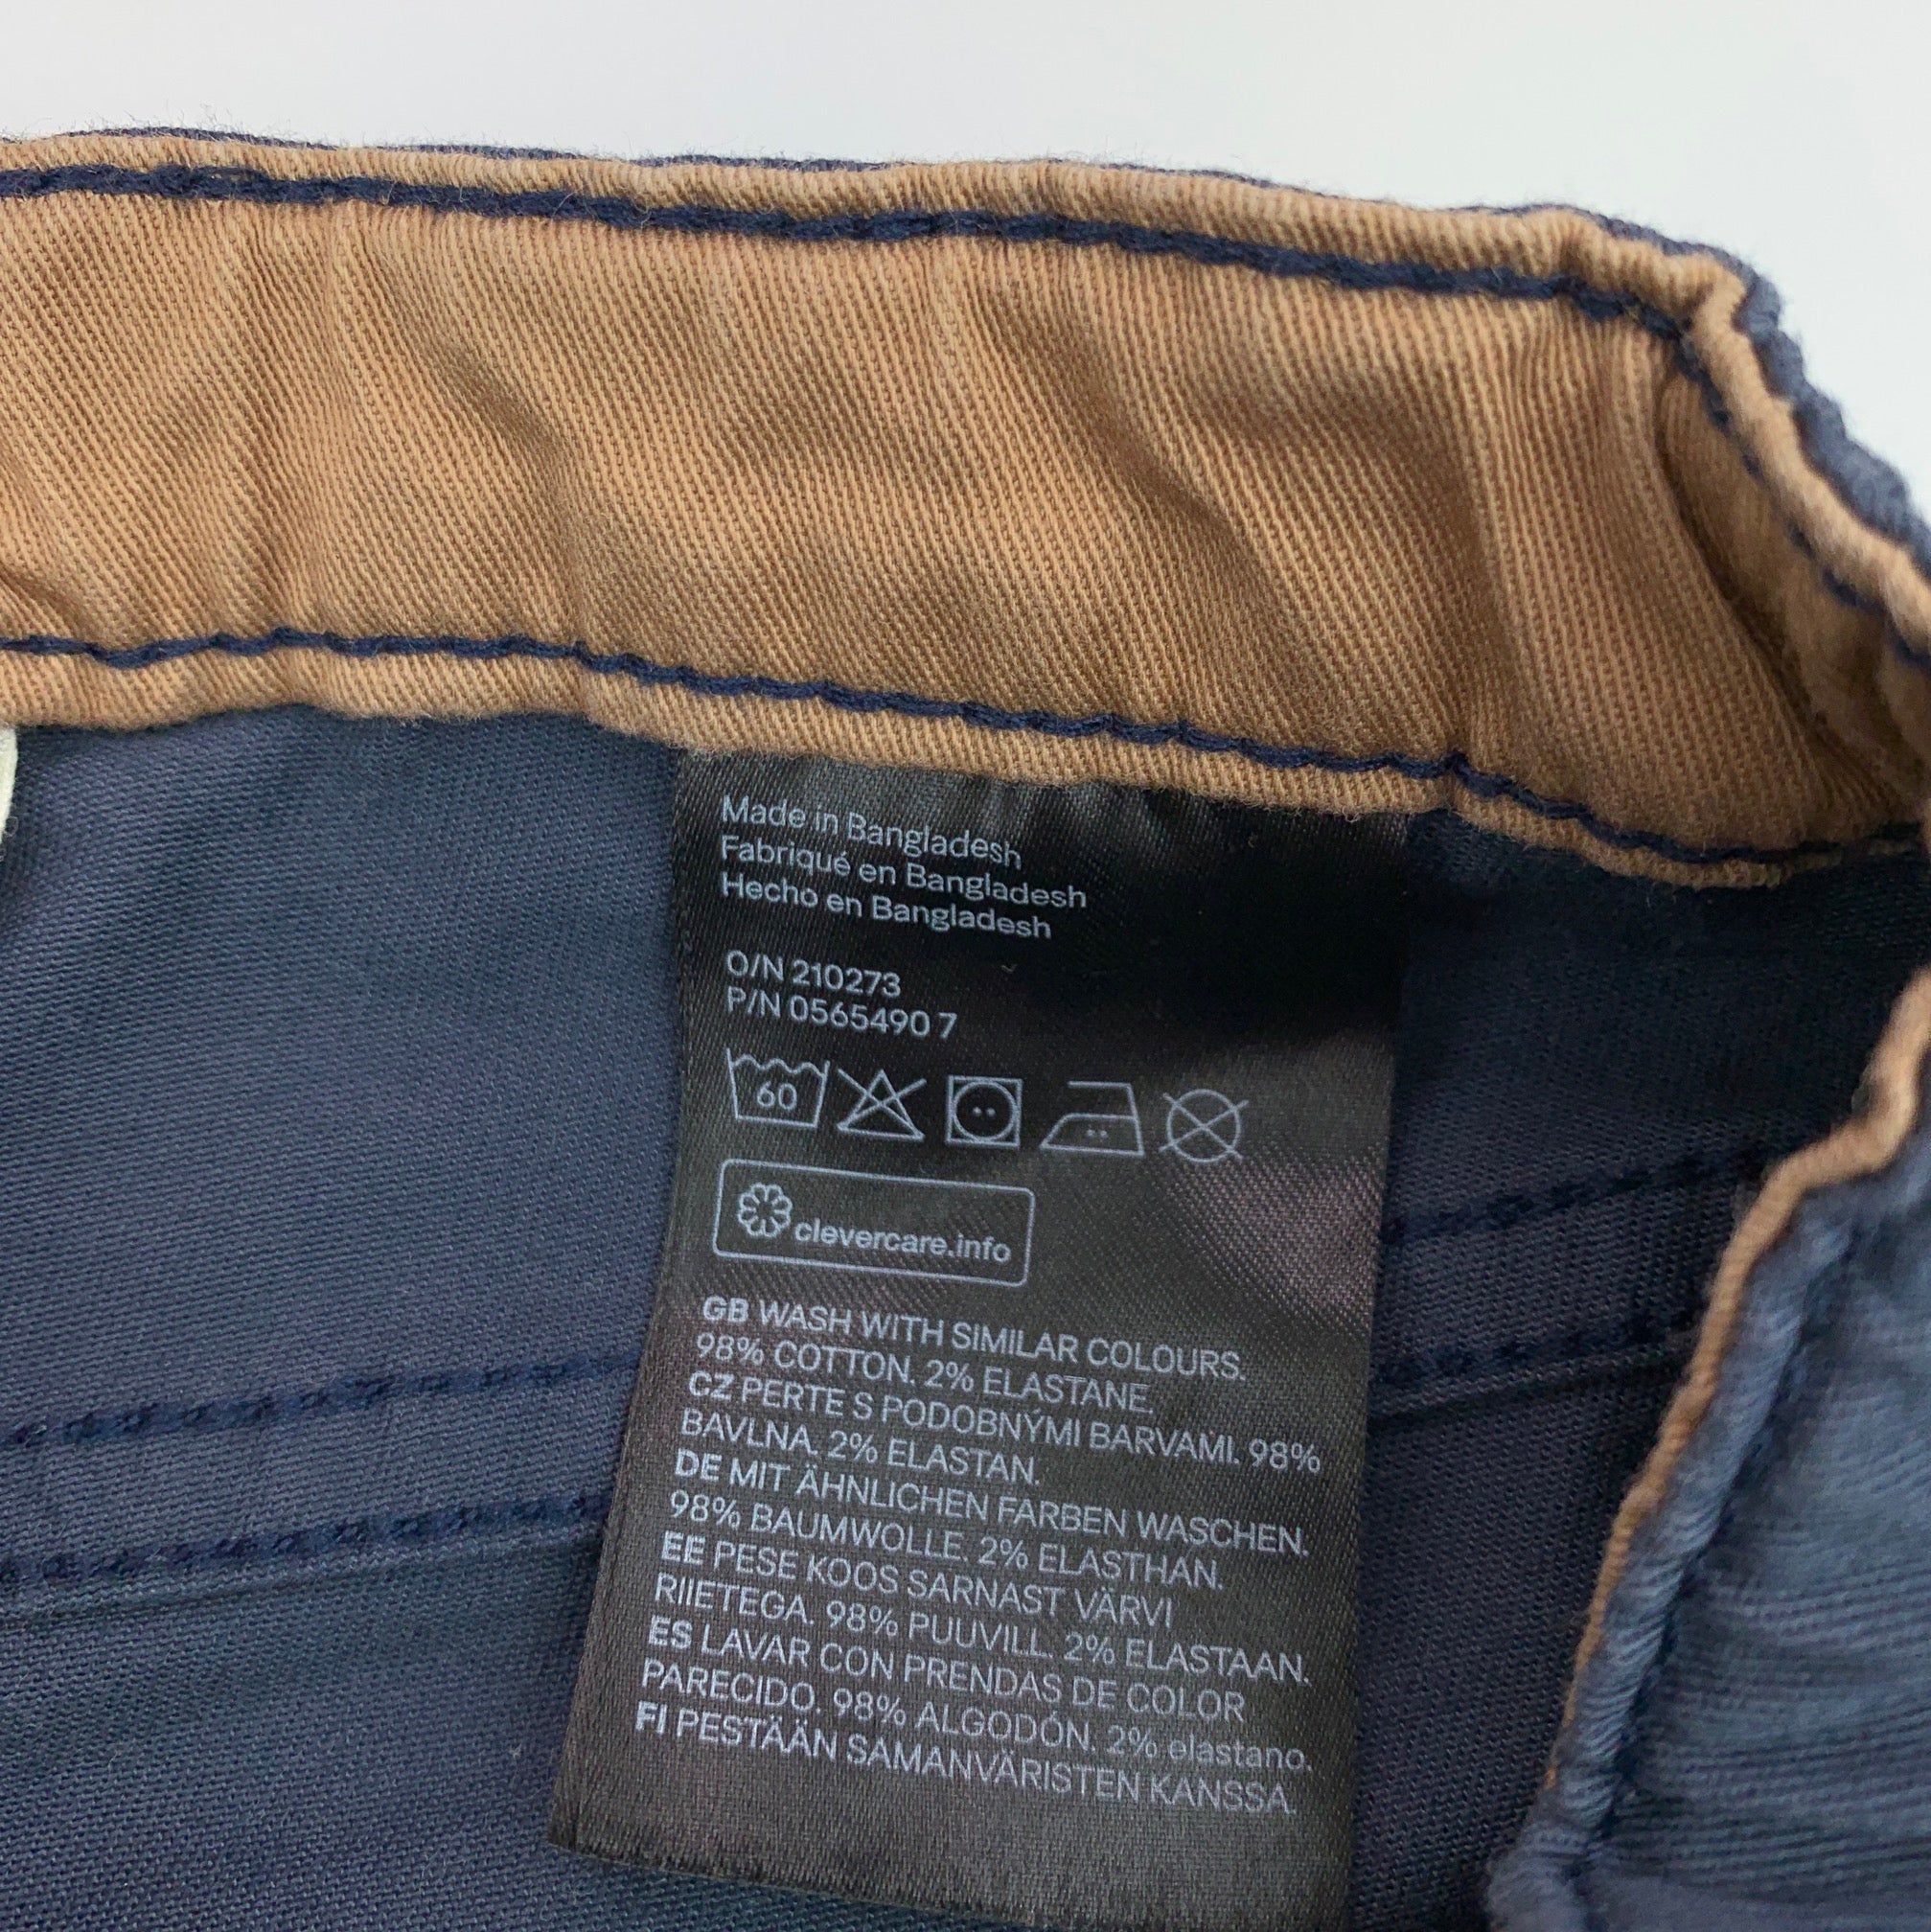 Made in Bangladesh
Fabriqué en Bangladesh
Hecho en Bangladesh
O/N 210273
P/N 0565490 7
60
clevercare.info
GB WASH WITH SIMILAR COLOURS.
98% COTTON. 2% ELASTANE.
CZ PERTE S PODOBNÝMI BARVAMI. 98%
BAVLNA. 2% ELASTAN.
DE MIT ÄHNLICHEN FARBEN WASCHEN.
98% BAUMWOLLE. 2% ELASTHAN.
EE PESE KOOS SARNAST VÄRVI
RIIETEGA. 98% PUUVILL. 2% ELASTAAN.
ES LAVAR CON PRENDAS DE COLOR
PARECIDO. 98% ALGODÓN. 2% elastano.
FI PESTÄÄN SAMANVÄRISTEN KANSSA.